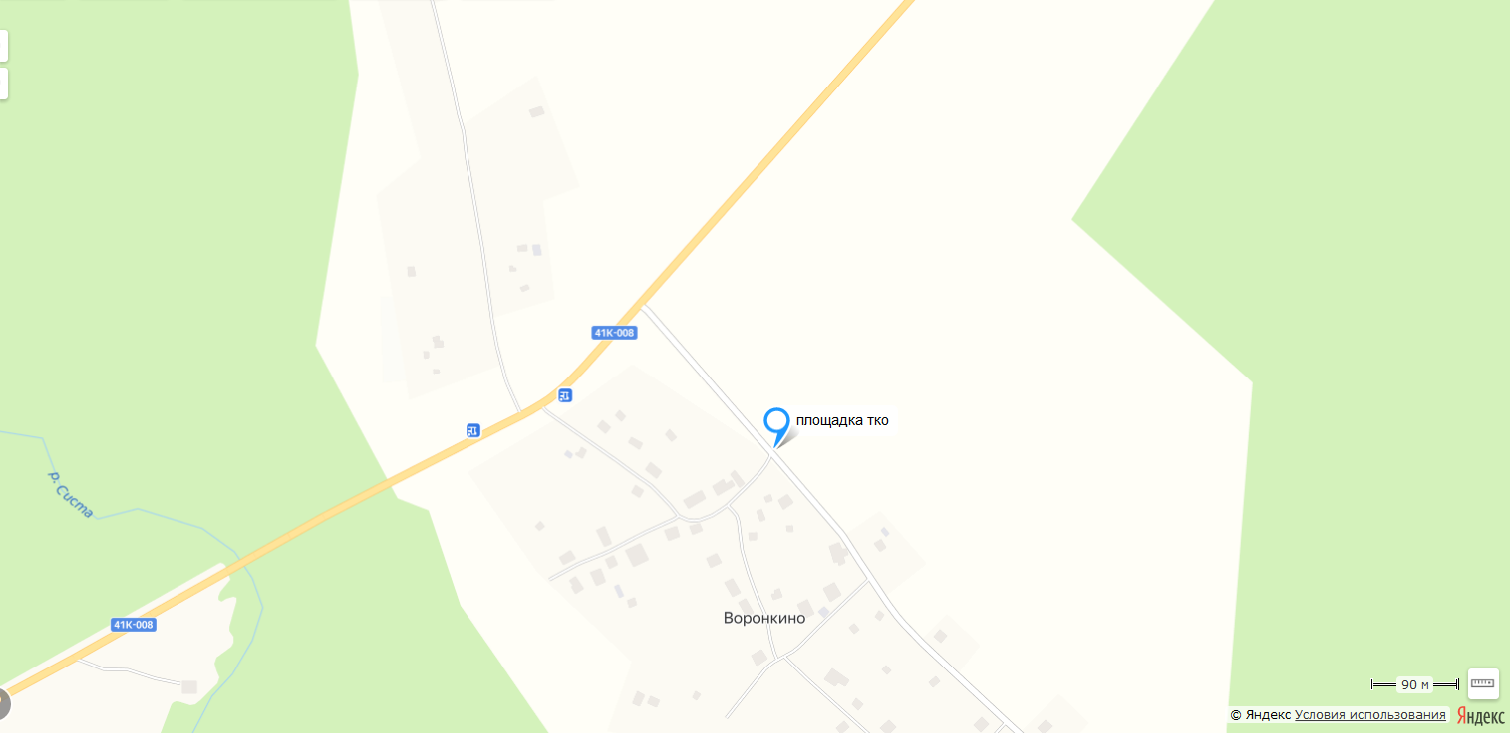 41К-008
площадка тко
р. Систа
Воронкино
41К-008
90 м
© Яндекс Условия использования
Яндекс